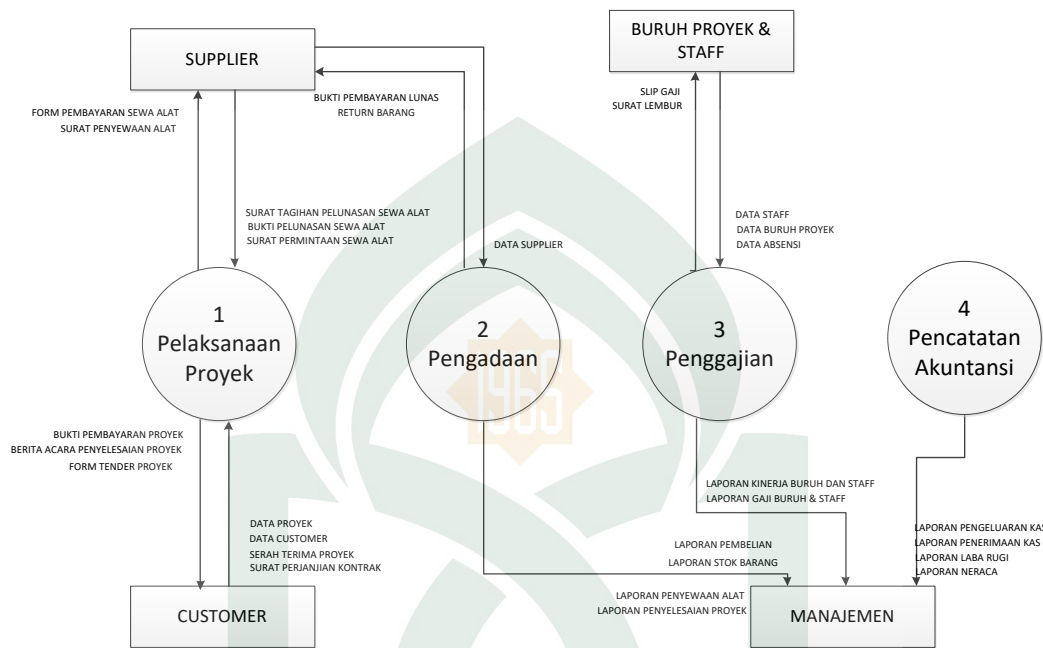 SUPPLIER
BURUH PROYEK &
STAFF
FORM PEMBAYARAN SEWA ALAT
SURAT PENYEWAAN ALAT
BUKTI PEMBAYARAN LUNAS
RETURN BARANG
SLIP GAJI
SURAT LEMBUR
SURAT TAGIHAN PELUNASAN SEWA ALAT
BUKTI PELUNASAN SEWA ALAT
SURAT PERMINTAAN SEWA ALAT
DATA SUPPLIER
DATA STAFF
DATA BURUH PROYEK
DATA ABSENSI
1
Pelaksanaan
Proyek
2
Pengadaan
3
Penggajian
4
Pencatatan
Akuntansi
1965
BUKTI PEMBAYARAN PROYEK
BERITA ACARA PENYELESAIAN PROYEK
FORM TENDER PROYEK
DATA PROYEK
DATA CUSTOMER
SERAH TERIMA PROYEK
SURAT PERJANJIAN KONTRAK
LAPORAN KINERJA BURUH DAN STAFF
LAPORAN GAJI BURUH & STAFF
LAPORAN PEMBELIAN
LAPORAN STOK BARANG
LAPORAN PENGELUARAN KAS
LAPORAN PENERIMAAN KAS
LAPORAN LABA RUGI
LAPORAN NERACA
LAPORAN PENYEWAAN ALAT
LAPORAN PENYELESAIAN PROYEK
CUSTOMER
MANAJEMEN